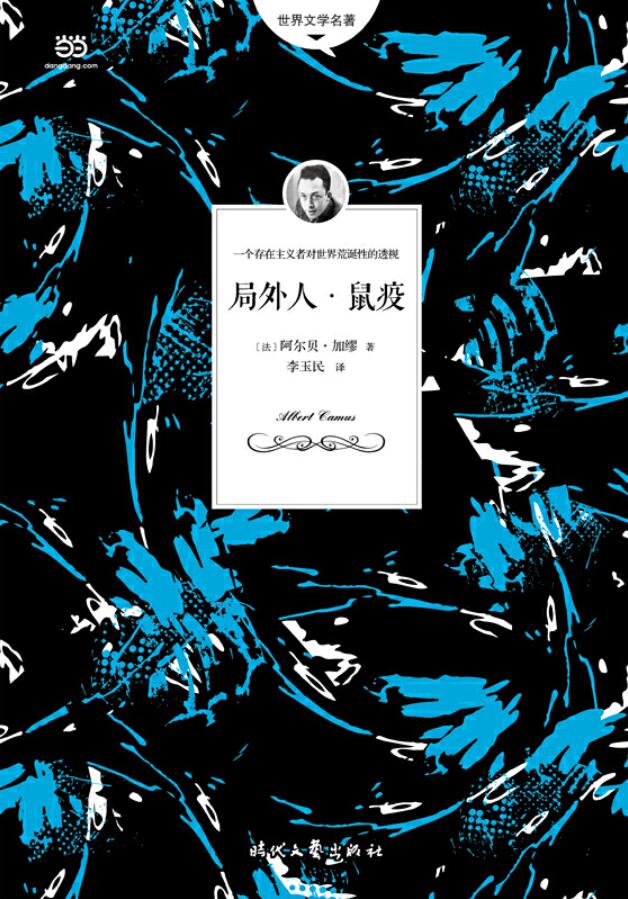 世界文学名著
dangdang.com
一个存在主义者对世界荒诞性的透视
局外人·鼠疫
〔法〕阿尔贝·加缪 著
李玉民 译
Albert Camus
时代文艺出版社